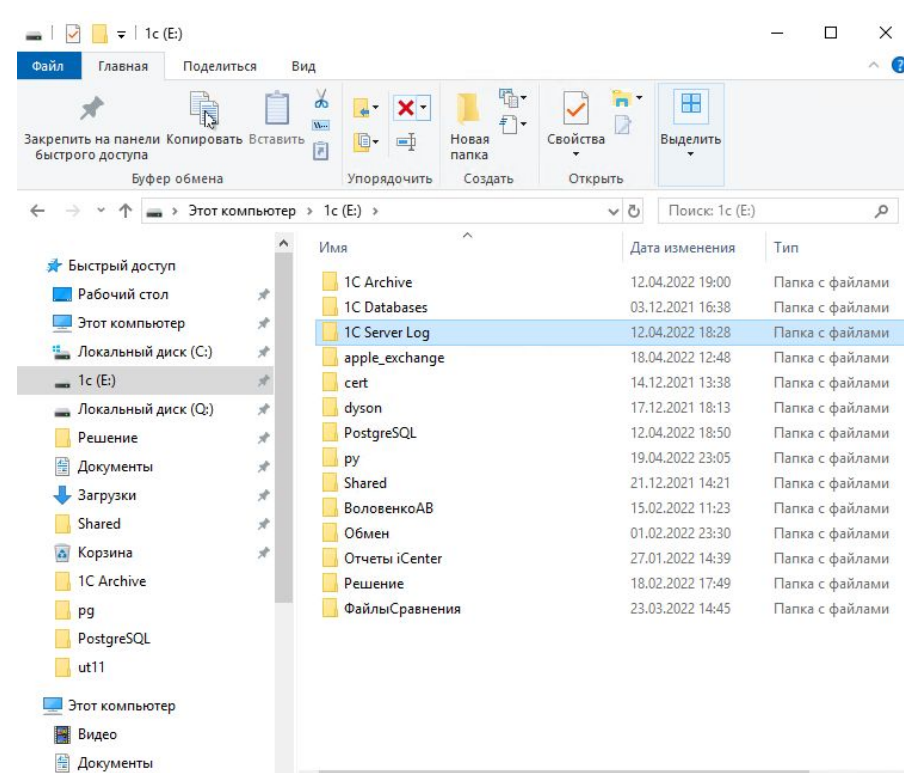 1c (E:)
Файл Главная Поделиться Вид
Закрепить на панели быстрого доступа
Копировать
Вставить
Новая папка
Свойства
Выделить
Буфер обмена Упорядочить Создать Открыть
Этот компьютер 1c (E:)
Поиск: 1c (E:)
Быстрый доступ
Рабочий стол
Этот компьютер
Локальный диск (C:)
1c (E:)
Локальный диск (Q:)
Решение
Документы
Загрузки
Shared
Корзина
1C Archive
pg
PostgreSQL
ut11
Этот компьютер
Видео
Документы
Имя Дата изменения Тип
1C Archive 12.04.2022 19:00 Папка с файлами
1C Databases 03.12.2021 16:38 Папка с файлами
1C Server Log 12.04.2022 18:28 Папка с файлами
apple_exchange 18.04.2022 12:48 Папка с файлами
cert 14.12.2021 13:38 Папка с файлами
dyson 17.12.2021 18:13 Папка с файлами
PostgreSQL 12.04.2022 18:50 Папка с файлами
py 19.04.2022 23:05 Папка с файлами
Shared 21.12.2021 14:21 Папка с файлами
ВоловенкоАВ 15.02.2022 11:23 Папка с файлами
Обмен 01.02.2022 23:30 Папка с файлами
Отчеты iCenter 27.01.2022 14:39 Папка с файлами
Решение 18.02.2022 17:49 Папка с файлами
ФайлыСравнения 23.03.2022 14:45 Папка с файлами